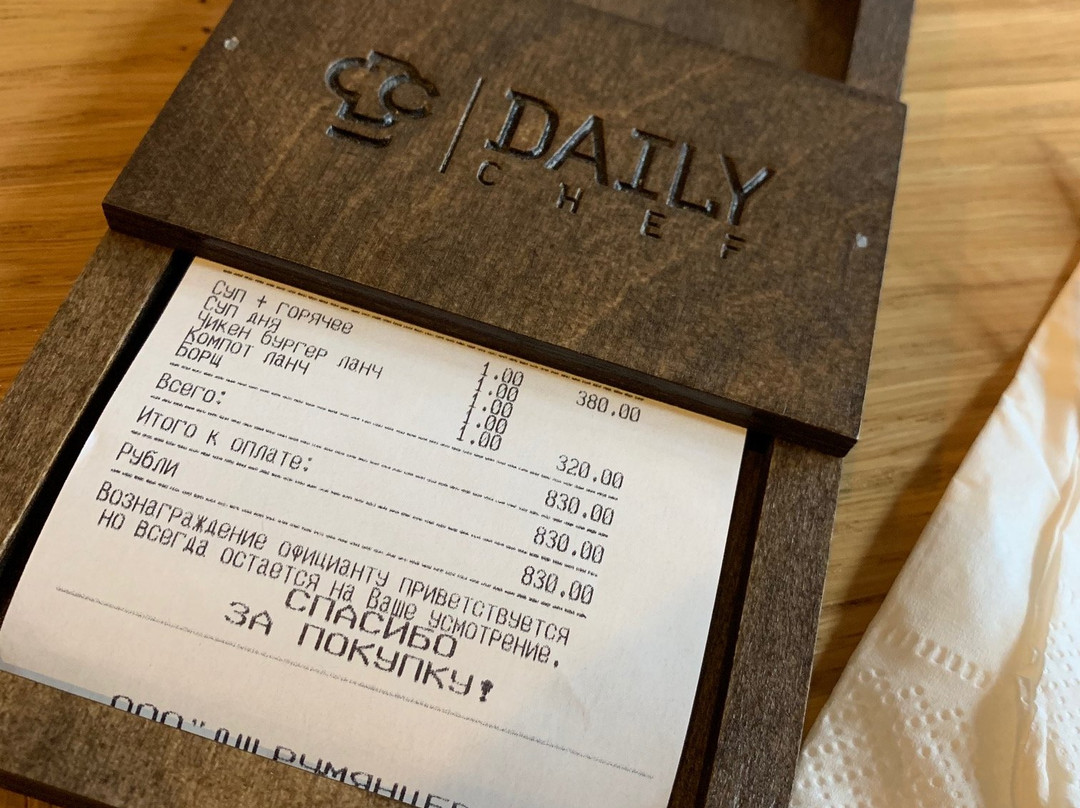 DAILY
CHEF
Суп + горячее 1.00 380.00
Суп дня 1.00
Чикен бургер ланч 1.00
Компот ланч 1.00
Борщ 1.00 320.00
Всего: 830.00
Итого к оплате: 830.00
Рубли 830.00
Вознаграждение официанту приветствуется
но всегда остается на Ваше усмотрение.
СПАСИБО
ЗА ПОКУПКУ!
ООО